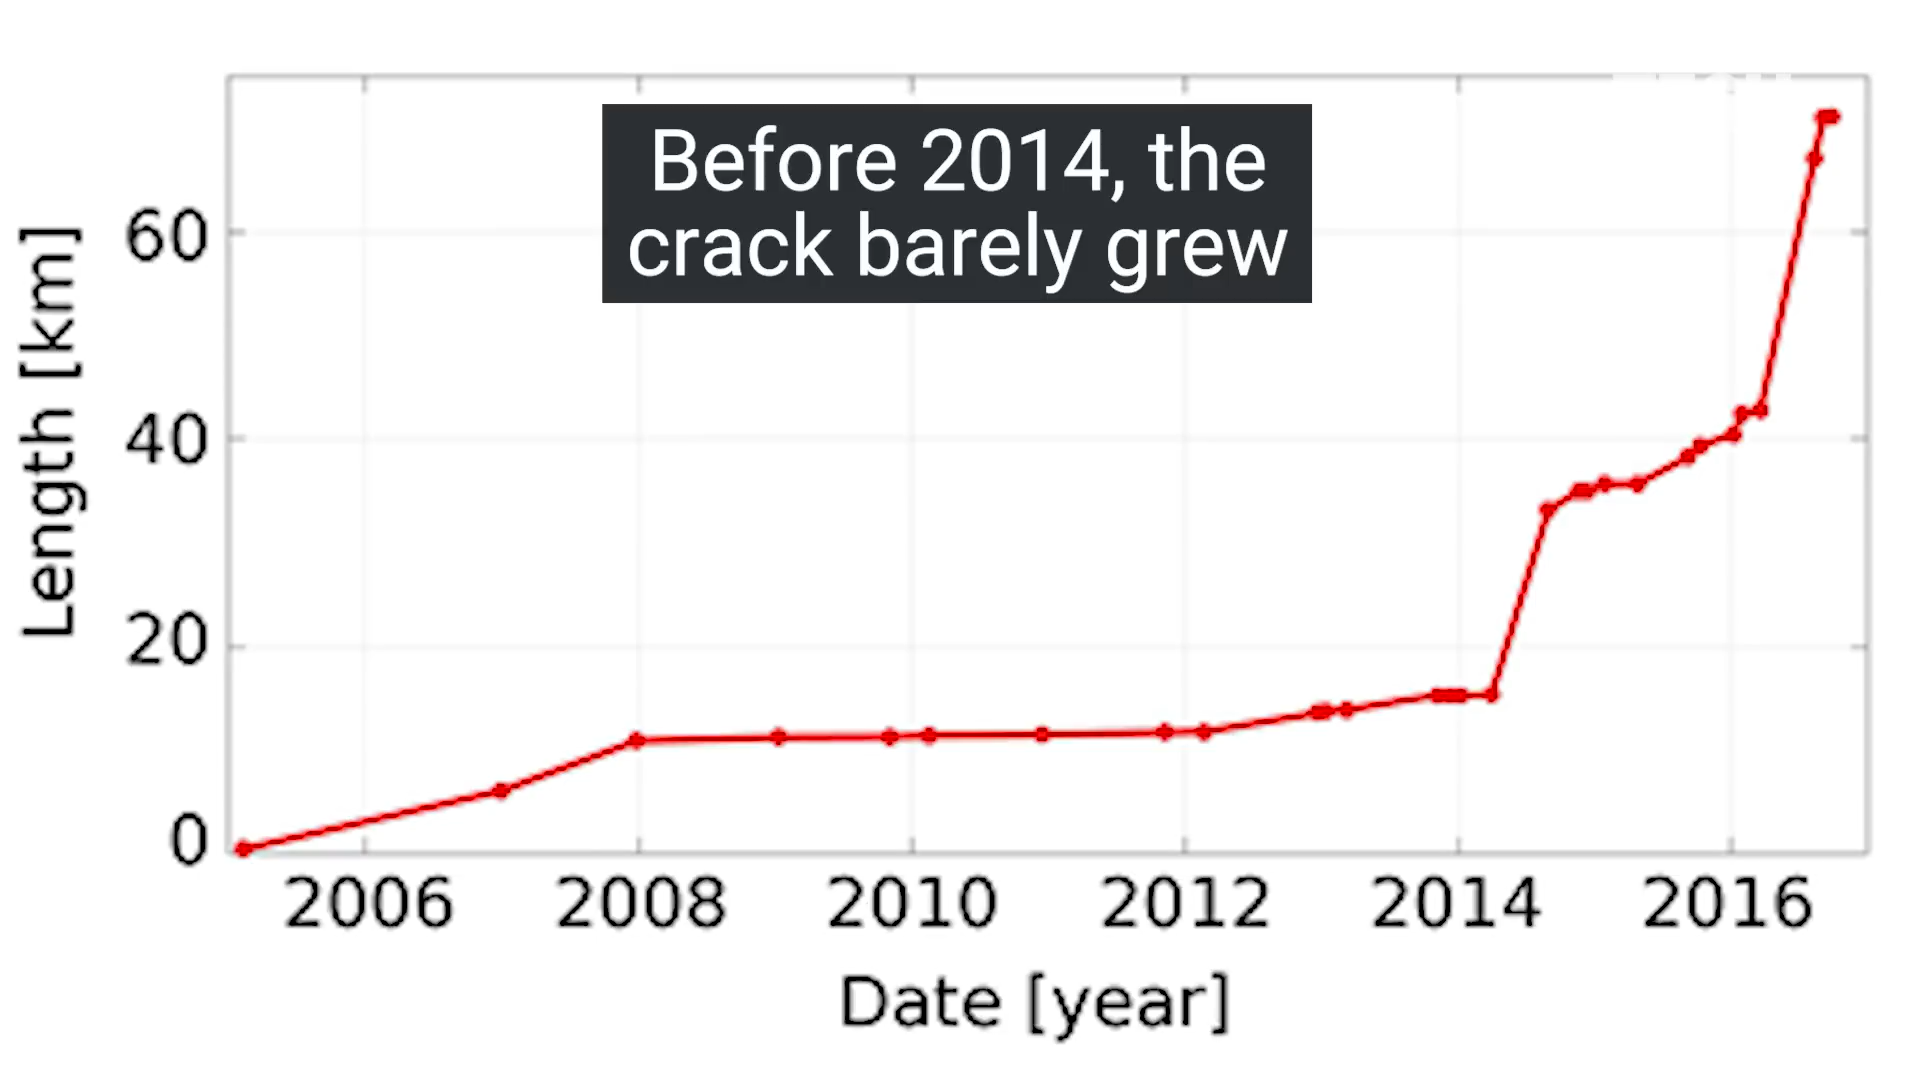 Before 2014, the
crack barely grew
Length [km]
60
40
20
0
2006 2008 2010 2012 2014 2016
Date [year]